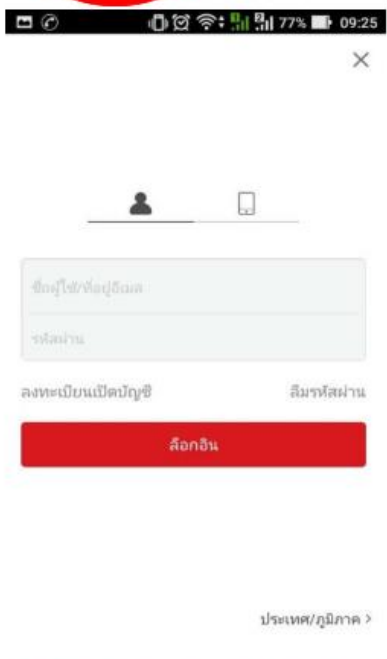 77% 09:25
ชื่อผู้ใช้/ที่อยู่อีเมล
รหัสผ่าน
ลงทะเบียนเปิดบัญชี ลืมรหัสผ่าน
ล็อกอิน
ประเทศ/ภูมิภาค >